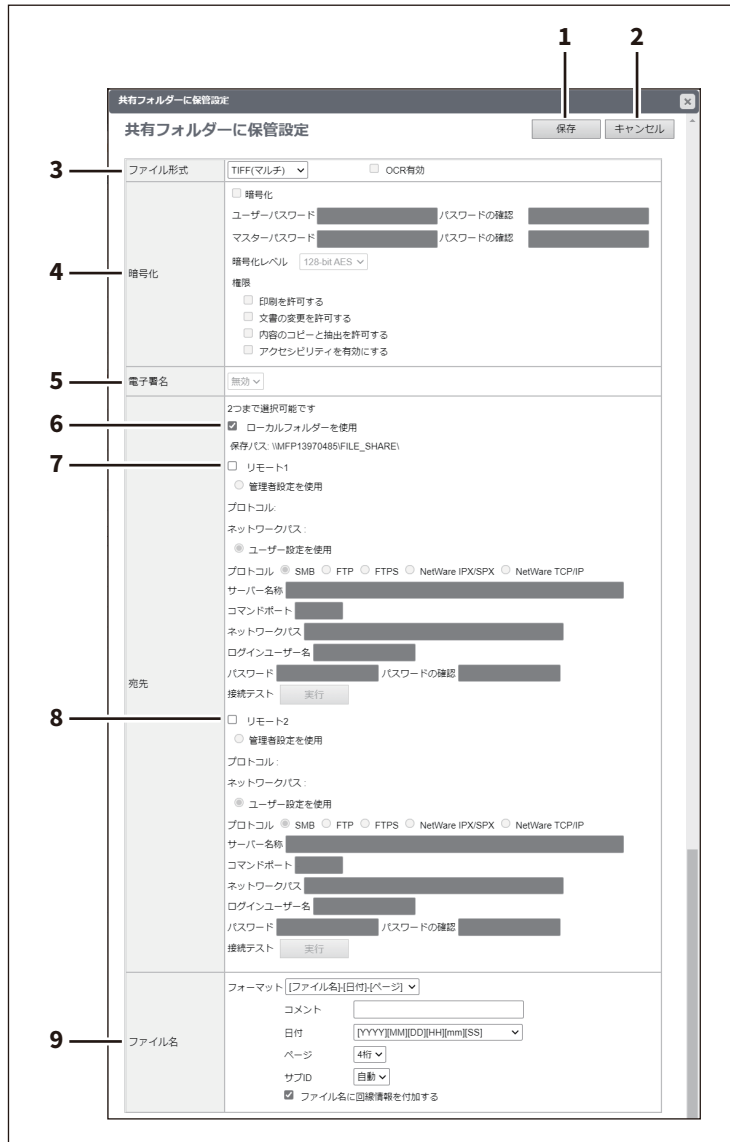 1 2
共有フォルダーに保管設定
共有フォルダーに保管設定 保存 キャンセル
3 ファイル形式 TIFF(マルチ) OCR有効
暗号化
ユーザーパスワード パスワードの確認
マスターパスワード パスワードの確認
暗号化レベル 128-bit AES
4 暗号化 権限
印刷を許可する
文書の変更を許可する
内容のコピーと抽出を許可する
アクセシビリティを有効にする
5 電子署名 無効
2つまで選択可能です
6 ローカルフォルダーを使用
保存パス: \\MFP13970485\FILE_SHARE\
7 リモート1
管理者設定を使用
プロトコル:
ネットワークパス :
ユーザー設定を使用
プロトコル SMB FTP FTPS NetWare IPX/SPX NetWare TCP/IP
サーバー名称
コマンドポート
ネットワークパス
ログインユーザー名
パスワード パスワードの確認
宛先
接続テスト 実行
8 リモート2
管理者設定を使用
プロトコル :
ネットワークパス :
ユーザー設定を使用
プロトコル SMB FTP FTPS NetWare IPX/SPX NetWare TCP/IP
サーバー名称
コマンドポート
ネットワークパス
ログインユーザー名
パスワード パスワードの確認
接続テスト 実行
フォーマット [ファイル名]-[日付]-[ページ]
コメント
日付 [YYYY][MM][DD][HH][mm][SS]
9 ファイル名
ページ 4桁
サブID 自動
ファイル名に回線情報を付加する